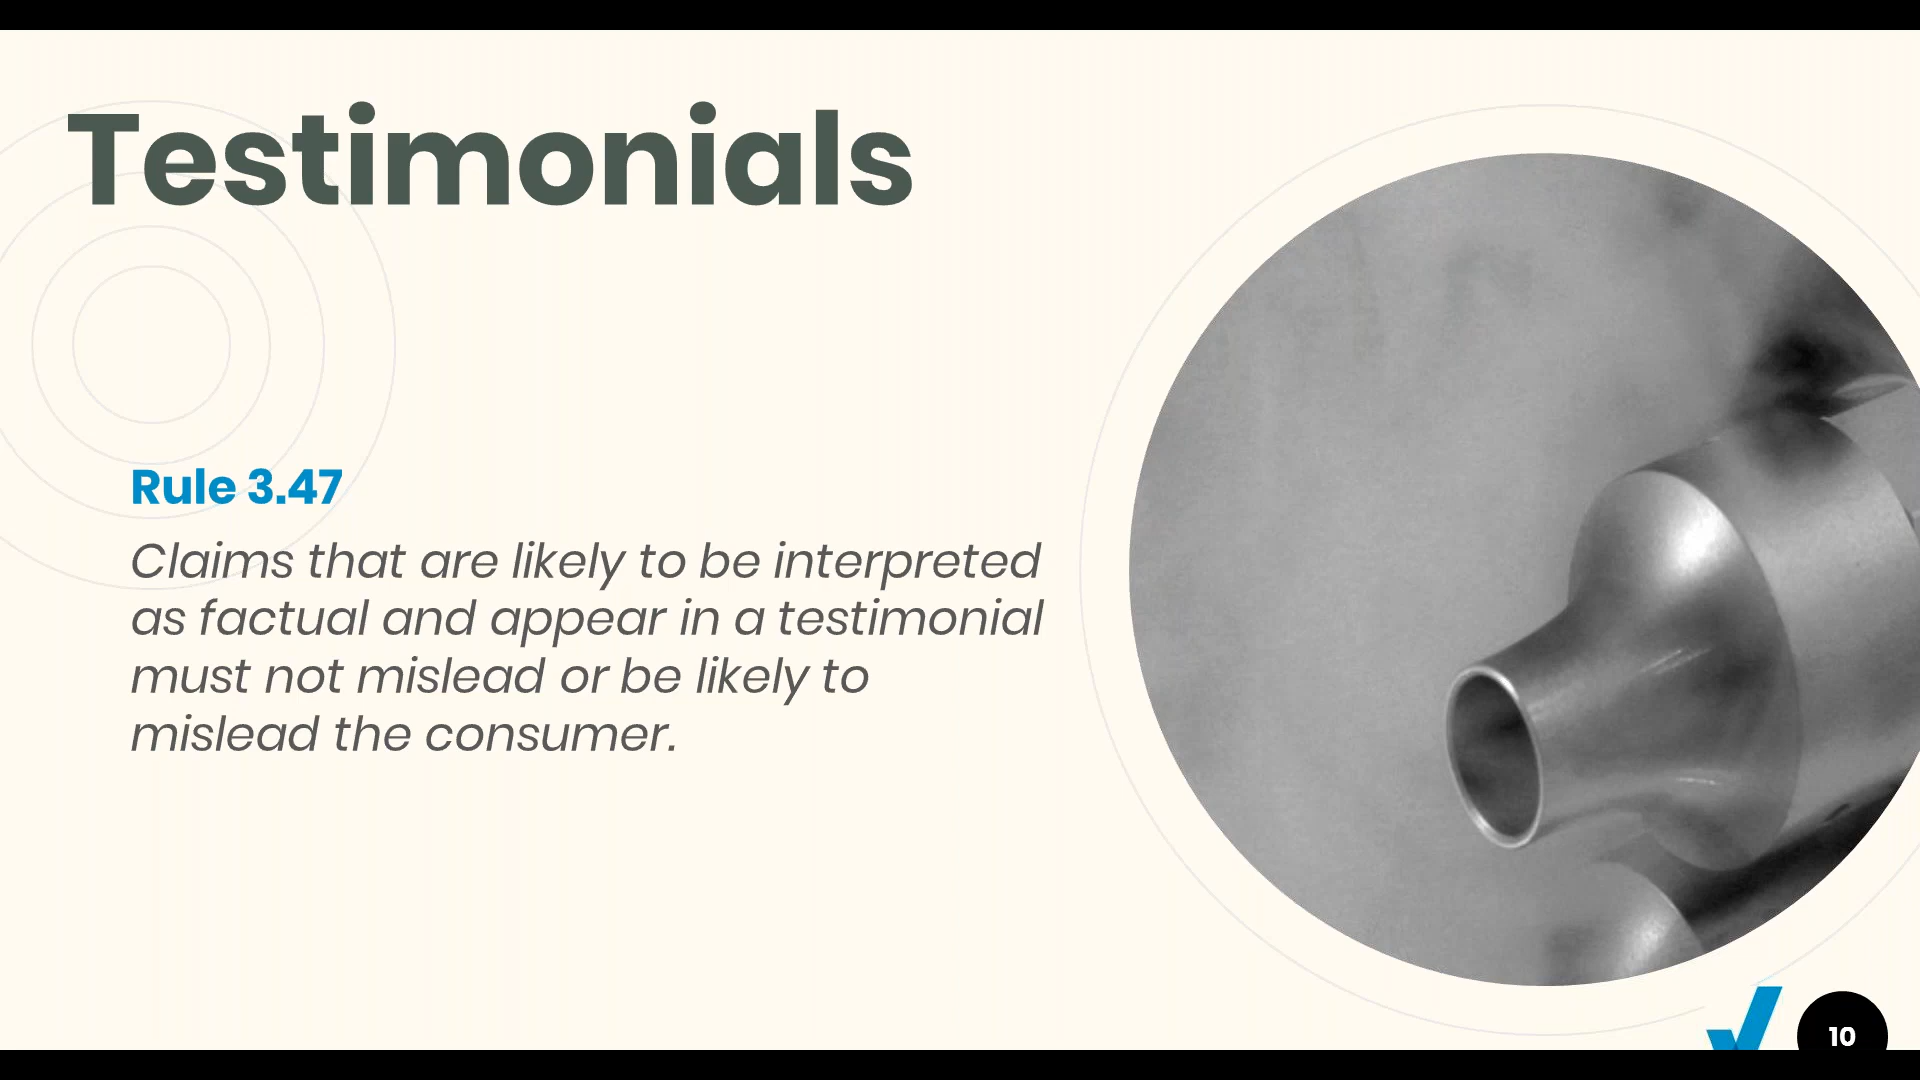 Testimonials
Rule 3.47
Claims that are likely to be interpreted
as factual and appear in a testimonial
must not mislead or be likely to
mislead the consumer.
10